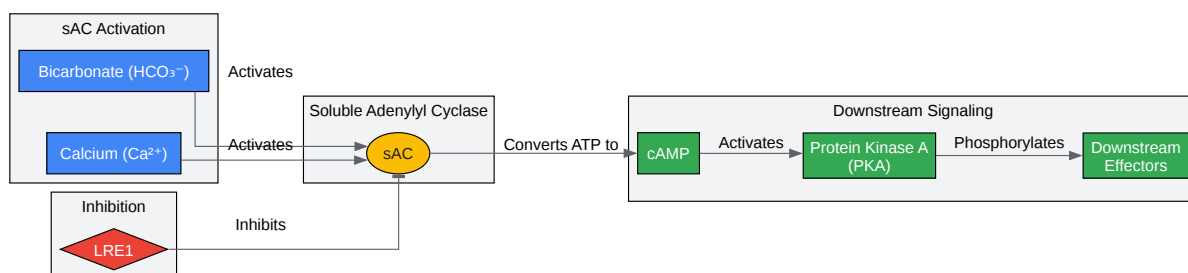 sAC Activation
Bicarbonate (HCO₃⁻)
Activates
Calcium (Ca²⁺)
Activates
Soluble Adenylyl Cyclase
sAC
Converts ATP to
Downstream Signaling
cAMP
Activates
Protein Kinase A
(PKA)
Phosphorylates
Downstream
Effectors
Inhibition
LRE1
Inhibits